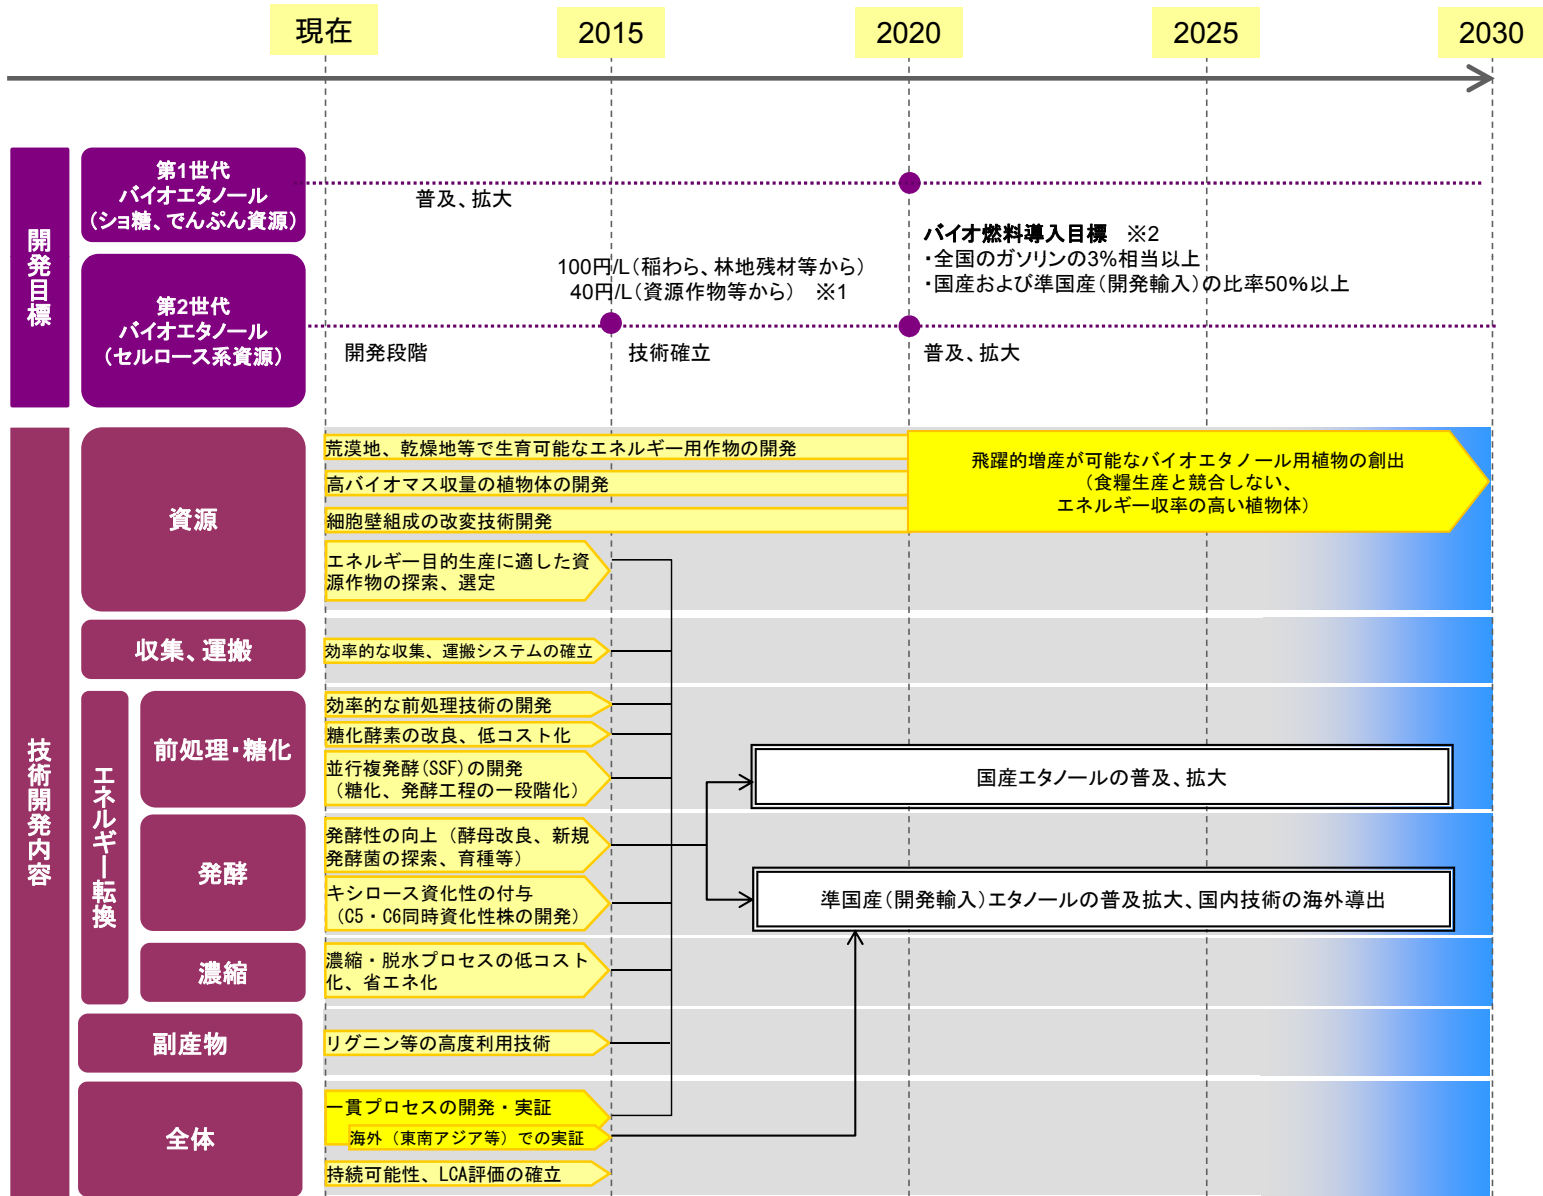 現在
2015
2020
2025
2030
開発目標
第1世代
バイオエタノール
（ショ糖、でんぷん資源）
普及、拡大
第2世代
バイオエタノール
（セルロース系資源）
100円/L（稲わら、林地残材等から）
40円/L（資源作物等から）　※1
バイオ燃料導入目標　※2
・全国のガソリンの3%相当以上
・国産および準国産（開発輸入）の比率50%以上
開発段階
技術確立
普及、拡大
技術開発内容
資源
荒漠地、乾燥地等で生育可能なエネルギー用作物の開発
高バイオマス収量の植物体の開発
細胞壁組成の改変技術開発
飛躍的増産が可能なバイオエタノール用植物の創出
（食糧生産と競合しない、
エネルギー収率の高い植物体）
エネルギー目的生産に適した資
源作物の探索、選定
収集、運搬
効率的な収集、運搬システムの確立
エネルギー転換
前処理・糖化
効率的な前処理技術の開発
糖化酵素の改良、低コスト化
並行複発酵(SSF)の開発
（糖化、発酵工程の一段階化）
国産エタノールの普及、拡大
発酵
発酵性の向上（酵母改良、新規
発酵菌の探索、育種等）
キシロース資化性の付与
（C5・C6同時資化性株の開発）
準国産（開発輸入）エタノールの普及拡大、国内技術の海外導出
濃縮
濃縮・脱水プロセスの低コスト
化、省エネ化
副産物
リグニン等の高度利用技術
全体
一貫プロセスの開発・実証
海外（東南アジア等）での実証
持続可能性、LCA評価の確立